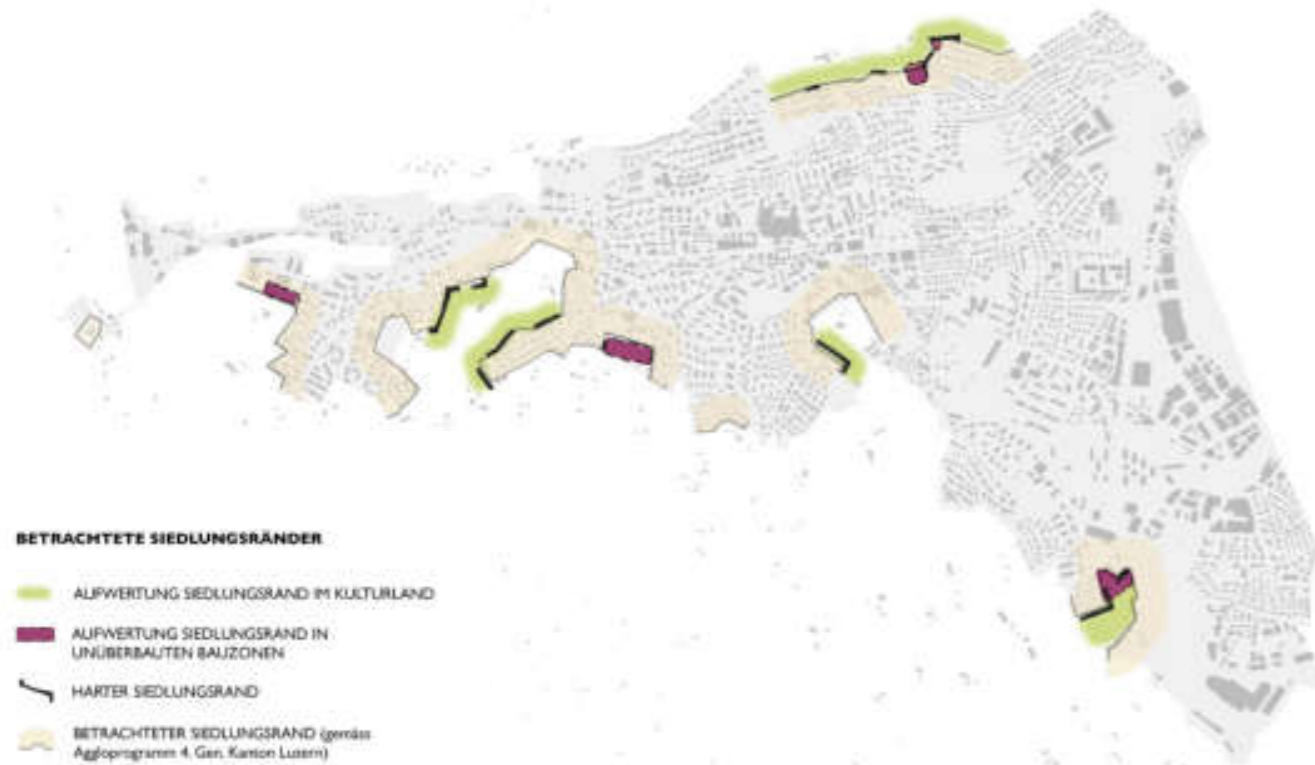 BETRACHTETE SIEDLUNGSRÄNDER
AUFWERTUNG SIEDLUNGSRAND IM KULTURLAND
AUFWERTUNG SIEDLUNGSRAND IN
UNÜBERBAUTEN BAUZONEN
HARTER SIEDLUNGSRAND
BETRACHTETER SIEDLUNGSRAND (gemäss
Aggloprogramm 4. Gen. Kanton Luzern)